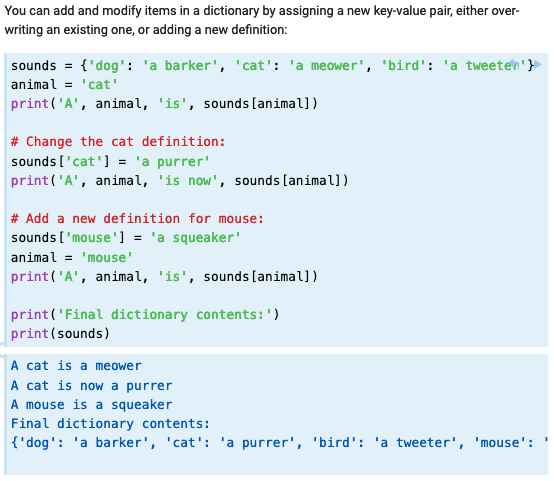 You can add and modify items in a dictionary by assigning a new key-value pair, either over-
writing an existing one, or adding a new definition:
sounds = {'dog': 'a barker', 'cat': 'a meower', 'bird': 'a tweeter'}
animal = 'cat'
print('A', animal, 'is', sounds[animal])
# Change the cat definition:
sounds['cat'] = 'a purrer'
print('A', animal, 'is now', sounds[animal])
# Add a new definition for mouse:
sounds['mouse'] = 'a squeaker'
animal = 'mouse'
print('A', animal, 'is', sounds[animal])
print('Final dictionary contents:')
print(sounds)
A cat is a meower
A cat is now a purrer
A mouse is a squeaker
Final dictionary contents:
{'dog': 'a barker', 'cat': 'a purrer', 'bird': 'a tweeter', 'mouse': '